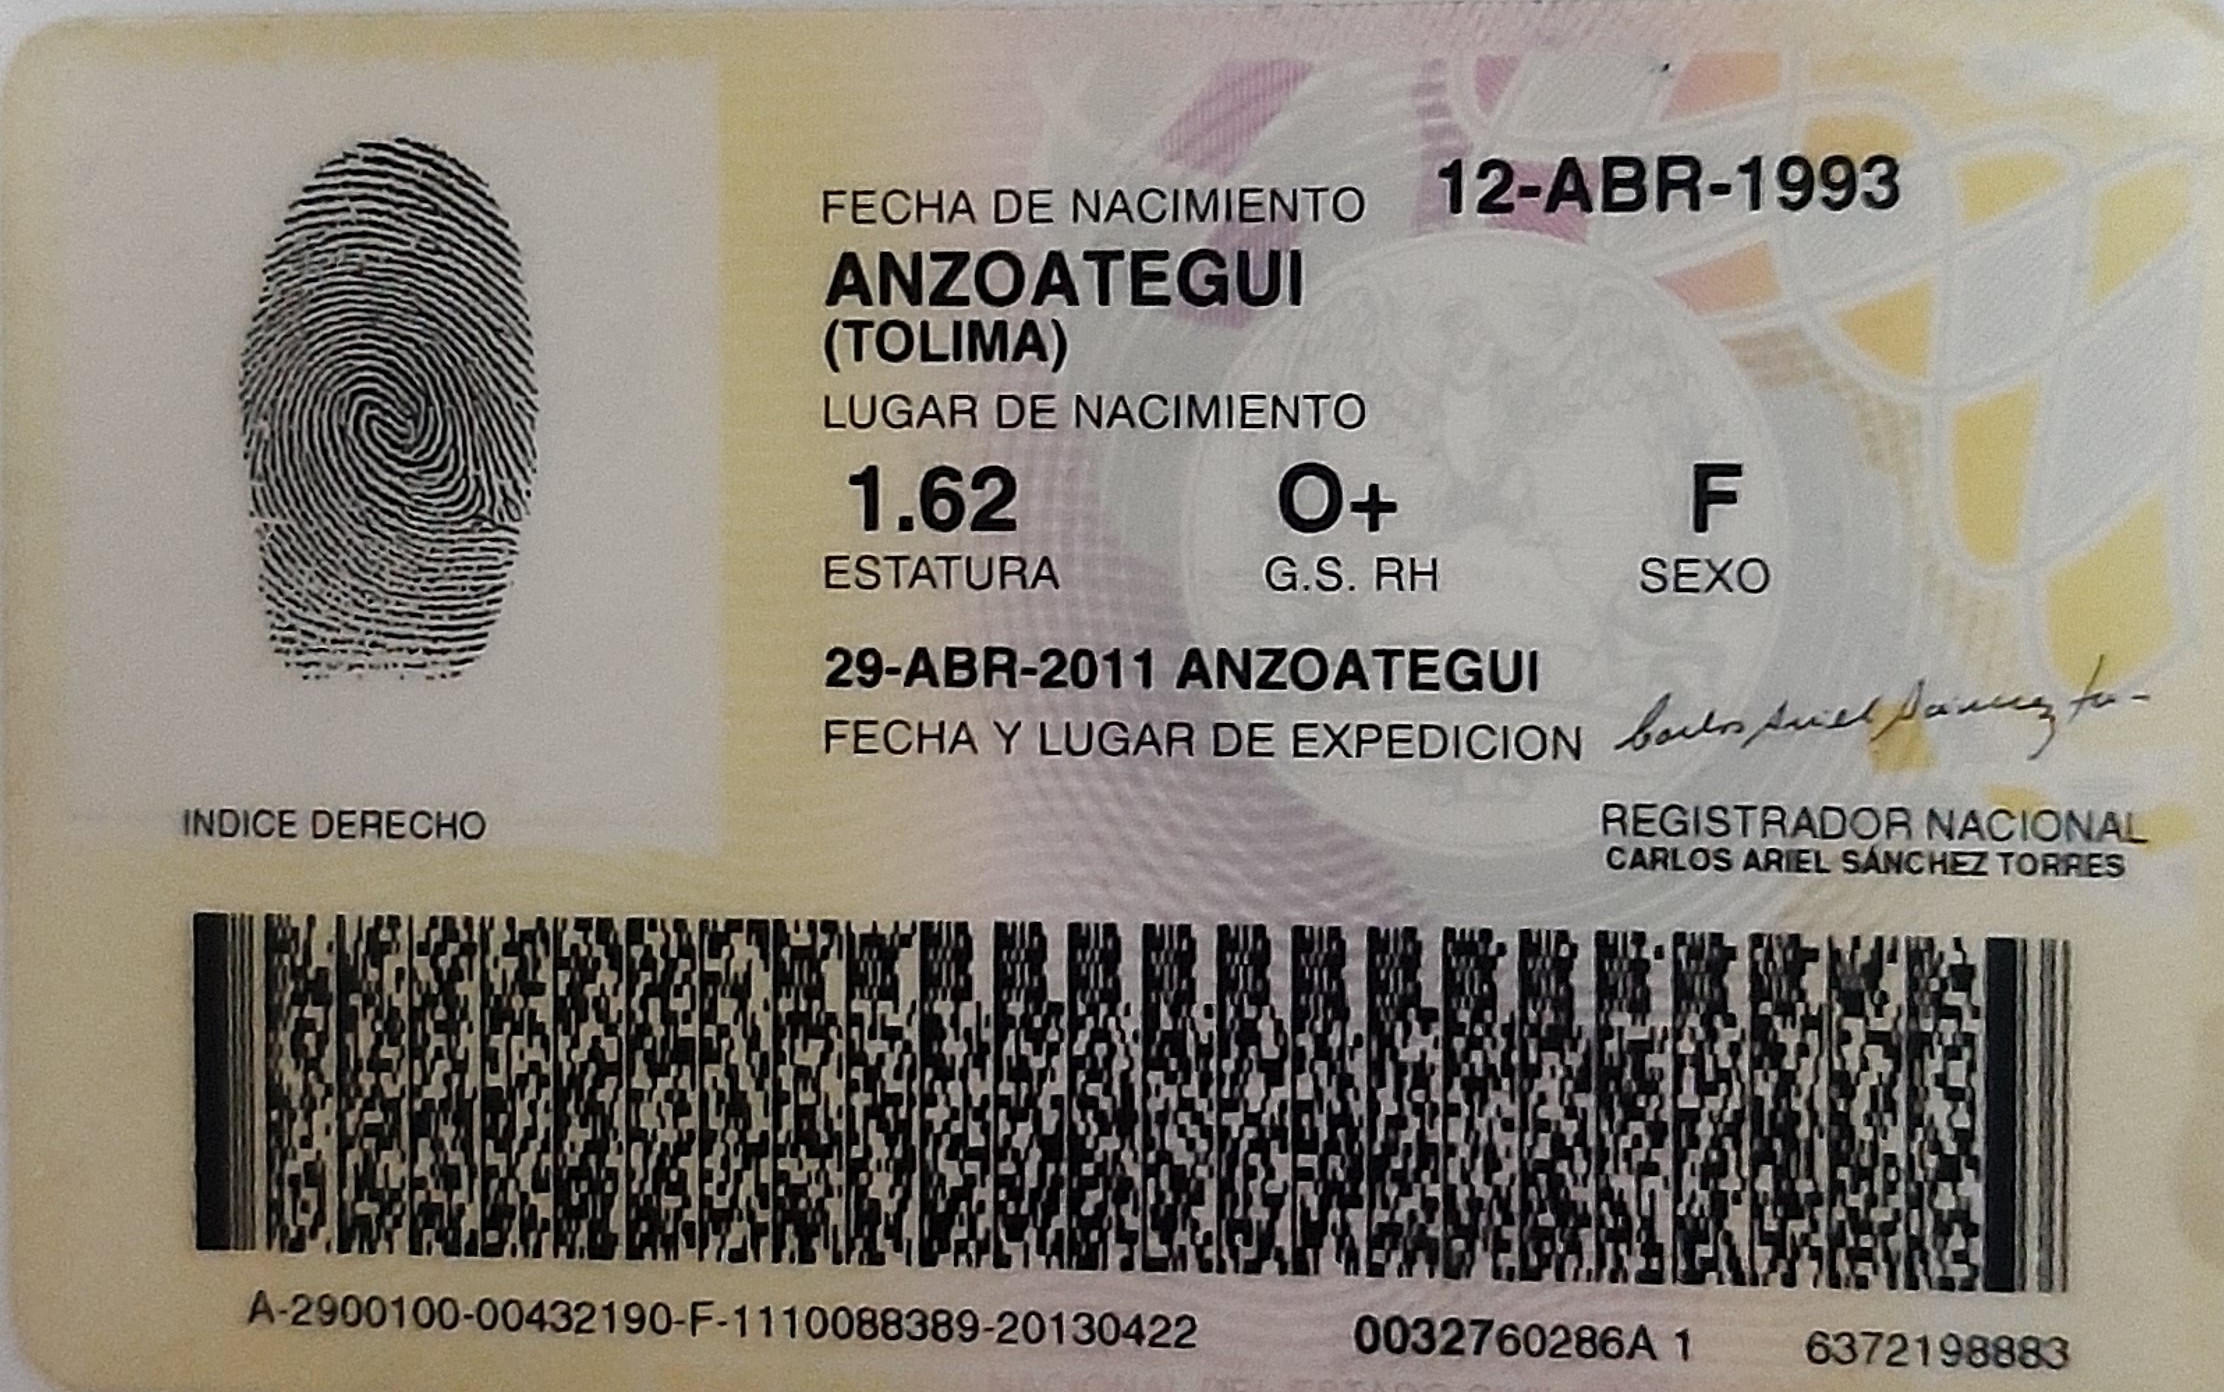 FECHA DE NACIMIENTO 12-ABR-1993
ANZOATEGUI
(TOLIMA)
LUGAR DE NACIMIENTO
1.62 O+ F
ESTATURA G.S. RH SEXO
29-ABR-2011 ANZOATEGUI
FECHA Y LUGAR DE EXPEDICION
Carlos Ariel Sánchez
INDICE DERECHO
REGISTRADOR NACIONAL
CARLOS ARIEL SÁNCHEZ TORRES
A-2900100-00432190-F-1110088389-20130422 0032760286A 1 6372198883